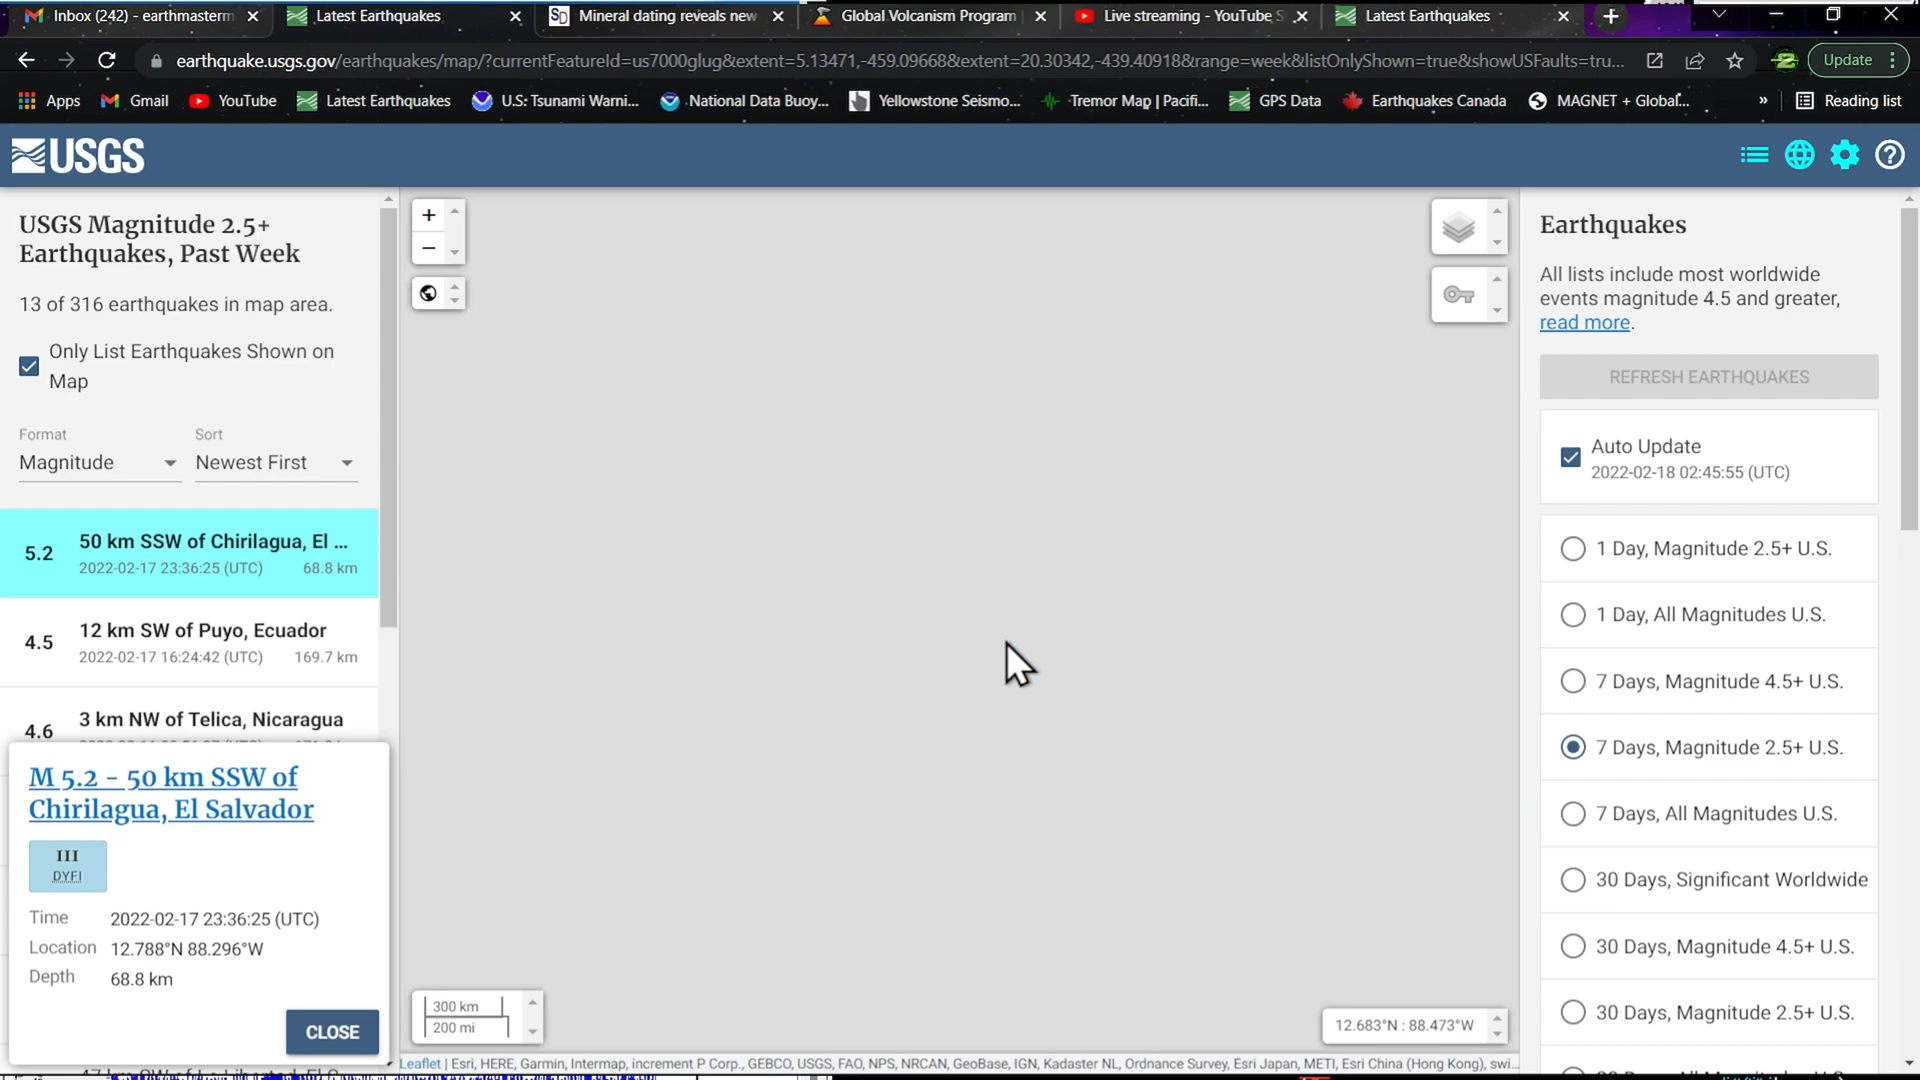 Inbox (242) - earthmasterm
Latest Earthquakes
SD Mineral dating reveals new
Global Volcanism Program
Live streaming - YouTube S
Latest Earthquakes
earthquake.usgs.gov/earthquakes/map/?currentFeatureId=us7000glug&extent=5.13471,-459.09668&extent=20.30342,-439.40918&range=week&listOnlyShown=true&showUSFaults=tru...
Update
Apps
Gmail
YouTube
Latest Earthquakes
U.S: Tsunami Warni...
National Data Buoy...
Yellowstone Seismo...
Tremor Map | Pacifi...
GPS Data
Earthquakes Canada
MAGNET + Global...
»
Reading list
USGS
USGS Magnitude 2.5+
Earthquakes, Past Week
13 of 316 earthquakes in map area.
Only List Earthquakes Shown on
Map
Format
Magnitude
Sort
Newest First
5.2
50 km SSW of Chirilagua, El ...
2022-02-17 23:36:25 (UTC) 68.8 km
4.5
12 km SW of Puyo, Ecuador
2022-02-17 16:24:42 (UTC) 169.7 km
4.6
3 km NW of Telica, Nicaragua
M 5.2 - 50 km SSW of
Chirilagua, El Salvador
III
DYFI
Time 2022-02-17 23:36:25 (UTC)
Location 12.788°N 88.296°W
Depth 68.8 km
CLOSE
+
−
300 km
200 mi
12.683°N : 88.473°W
Leaflet | Esri, HERE, Garmin, Intermap, increment P Corp., GEBCO, USGS, FAO, NPS, NRCAN, GeoBase, IGN, Kadaster NL, Ordnance Survey, Esri Japan, METI, Esri China (Hong Kong), swi...
Earthquakes
All lists include most worldwide
events magnitude 4.5 and greater,
read more.
REFRESH EARTHQUAKES
Auto Update
2022-02-18 02:45:55 (UTC)
1 Day, Magnitude 2.5+ U.S.
1 Day, All Magnitudes U.S.
7 Days, Magnitude 4.5+ U.S.
7 Days, Magnitude 2.5+ U.S.
7 Days, All Magnitudes U.S.
30 Days, Significant Worldwide
30 Days, Magnitude 4.5+ U.S.
30 Days, Magnitude 2.5+ U.S.